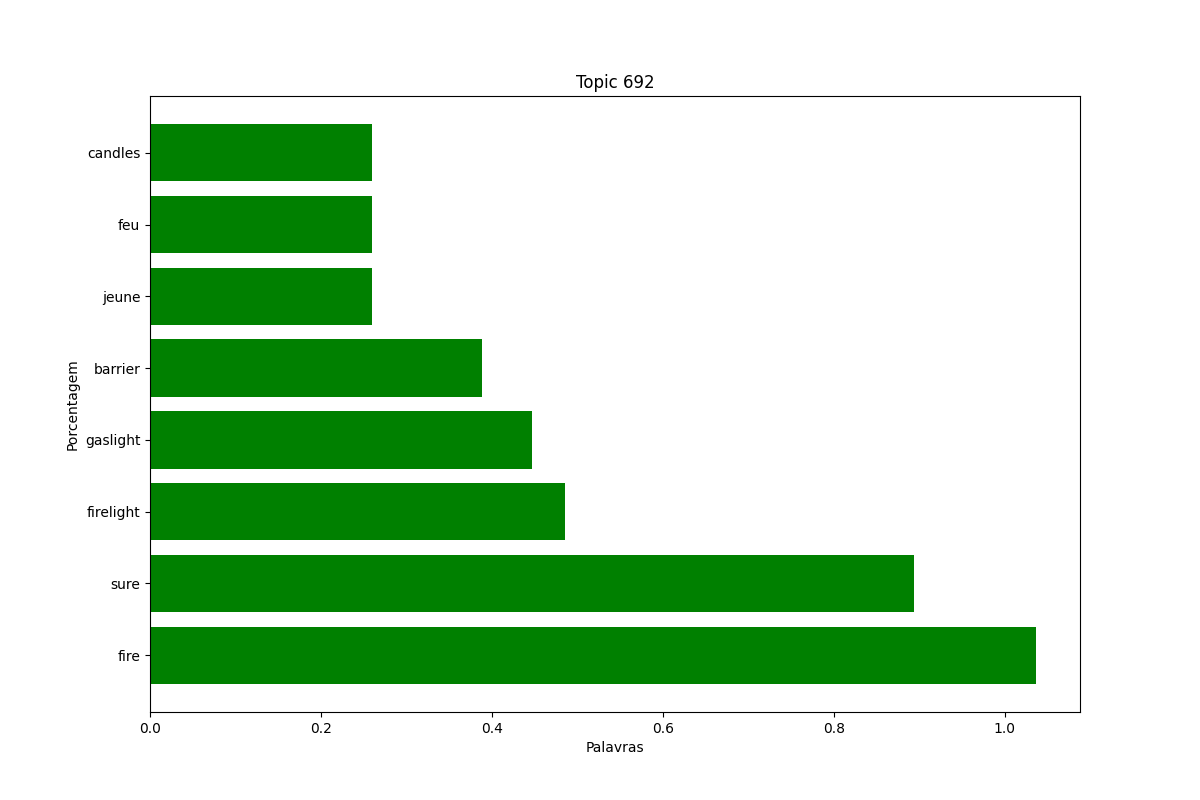 Topic 692
candles
feu
jeune
barrier
gaslight
firelight
sure
fire
Porcentagem
0.0 0.2 0.4 0.6 0.8 1.0
Palavras